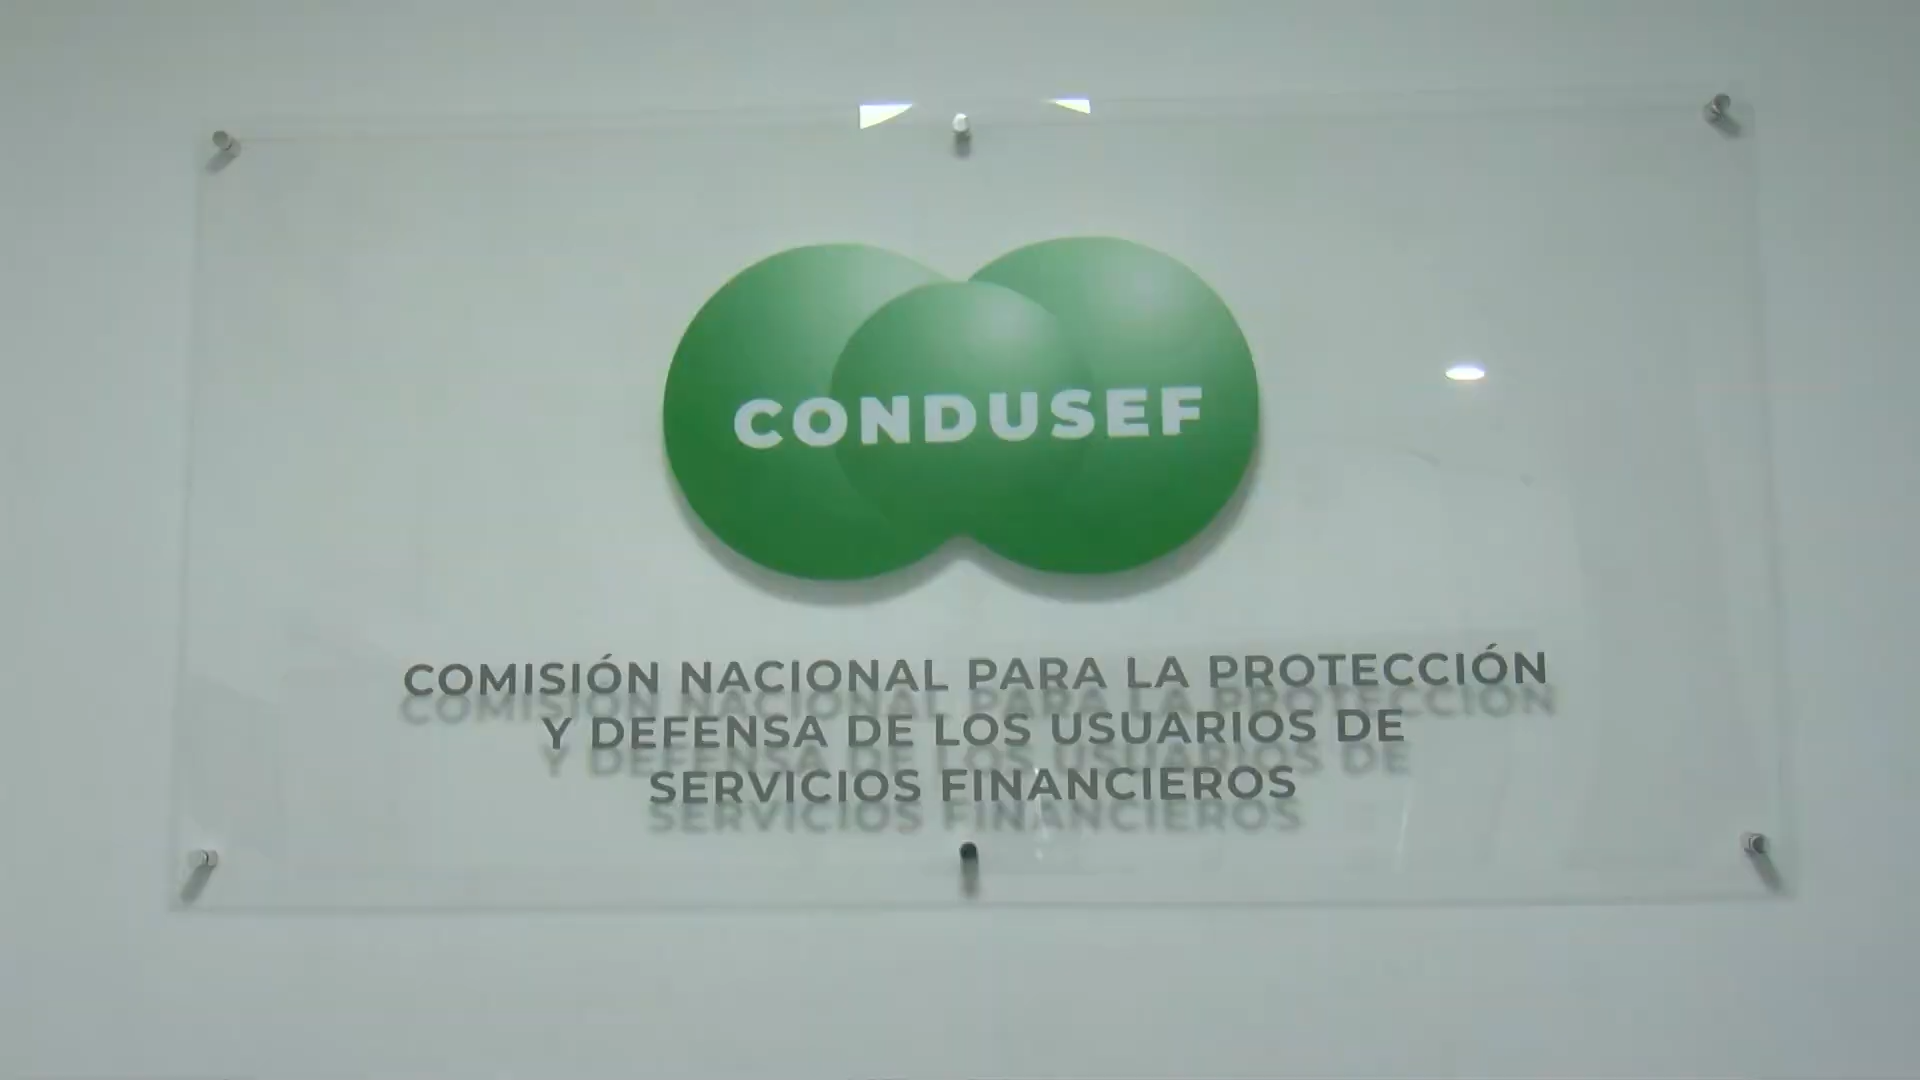 CONDUSEF
COMISIÓN NACIONAL PARA LA PROTECCIÓN
Y DEFENSA DE LOS USUARIOS DE
SERVICIOS FINANCIEROS